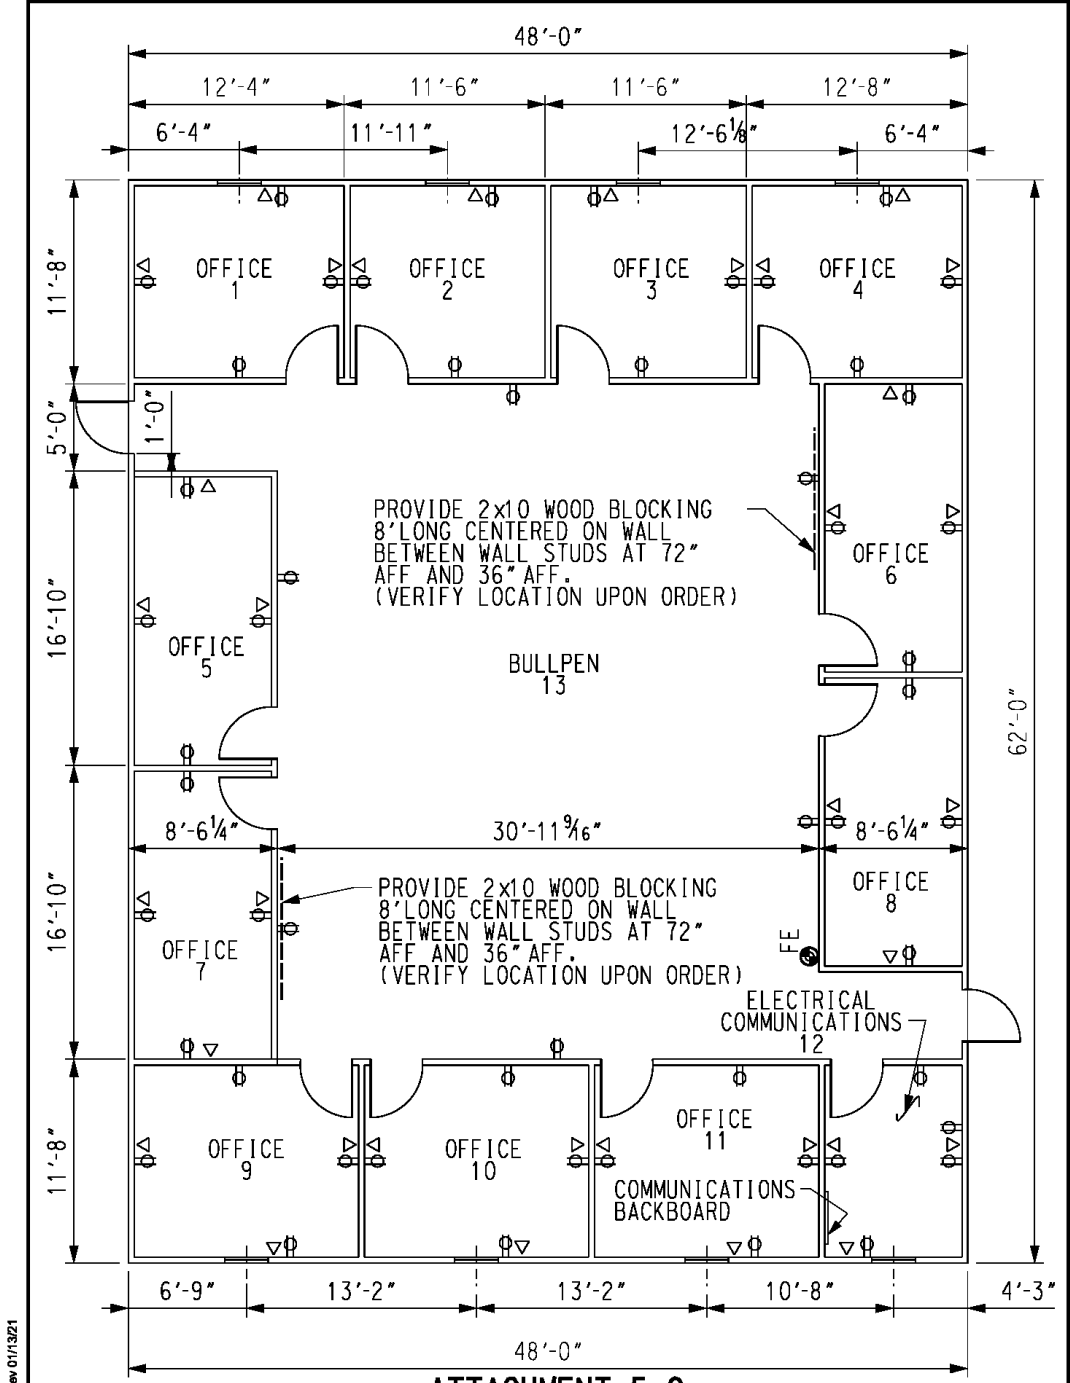 48'-0"
12'-4" 11'-6" 11'-6" 12'-8"
6'-4" 11'-11" 12'-6⅛" 6'-4"
11'-8"
OFFICE
1
OFFICE
2
OFFICE
3
OFFICE
4
5'-0"
1'-0"
PROVIDE 2x10 WOOD BLOCKING
8' LONG CENTERED ON WALL
BETWEEN WALL STUDS AT 72"
AFF AND 36" AFF.
(VERIFY LOCATION UPON ORDER)
OFFICE
6
16'-10"
OFFICE
5
BULLPEN
13
62'-0"
8'-6¼" 30'-11 9/16" 8'-6¼"
PROVIDE 2x10 WOOD BLOCKING
8' LONG CENTERED ON WALL
BETWEEN WALL STUDS AT 72"
AFF AND 36" AFF.
(VERIFY LOCATION UPON ORDER)
OFFICE
8
16'-10"
OFFICE
7
FE
ELECTRICAL
COMMUNICATIONS
12
11'-8"
OFFICE
9
OFFICE
10
OFFICE
11
COMMUNICATIONS
BACKBOARD
6'-9" 13'-2" 13'-2" 10'-8" 4'-3"
48'-0"
01/13/21